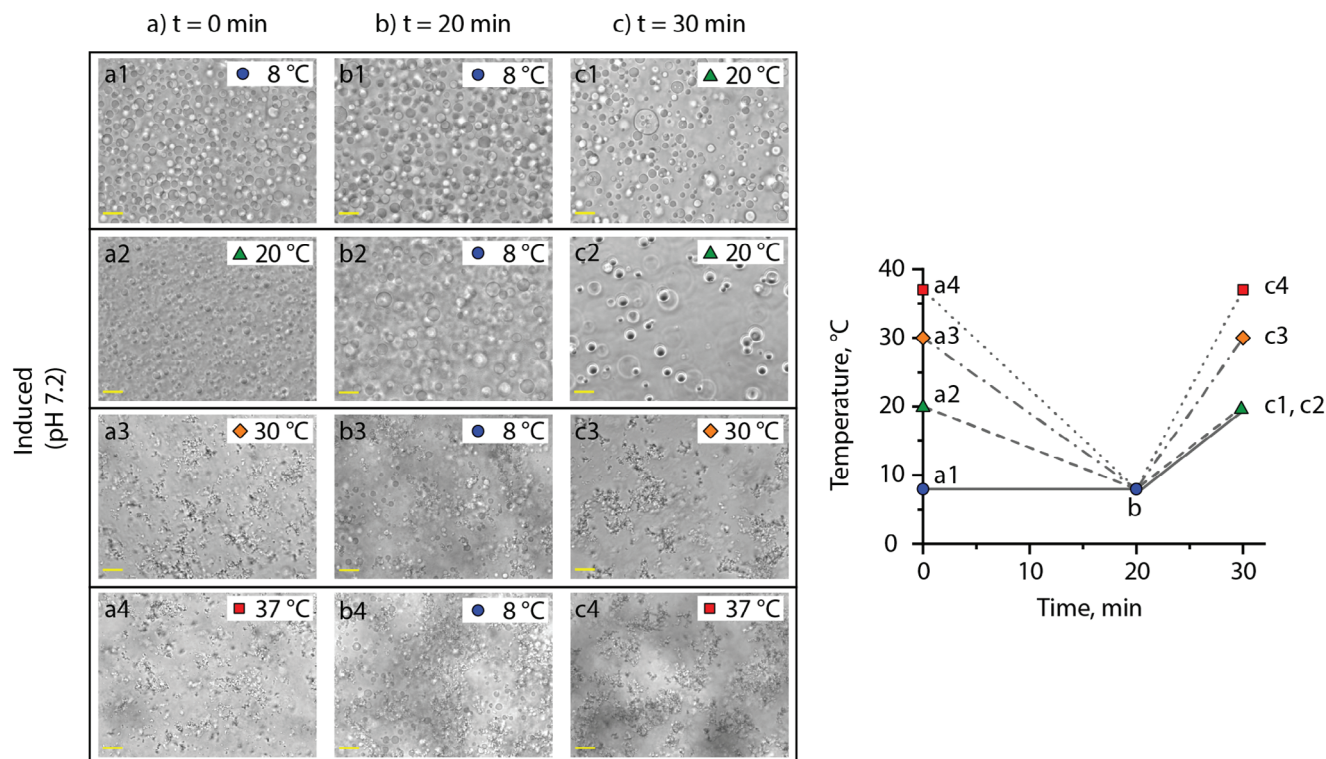 a) t = 0 min b) t = 20 min c) t = 30 min
a1 8 °C b1 8 °C c1 20 °C
a2 20 °C b2 8 °C c2 20 °C
a3 30 °C b3 8 °C c3 30 °C
a4 37 °C b4 8 °C c4 37 °C
Induced
(pH 7.2)
Temperature, °C
40
30
20
10
0
a4
a3
a2
a1
b
c4
c3
c1, c2
0 10 20 30
Time, min